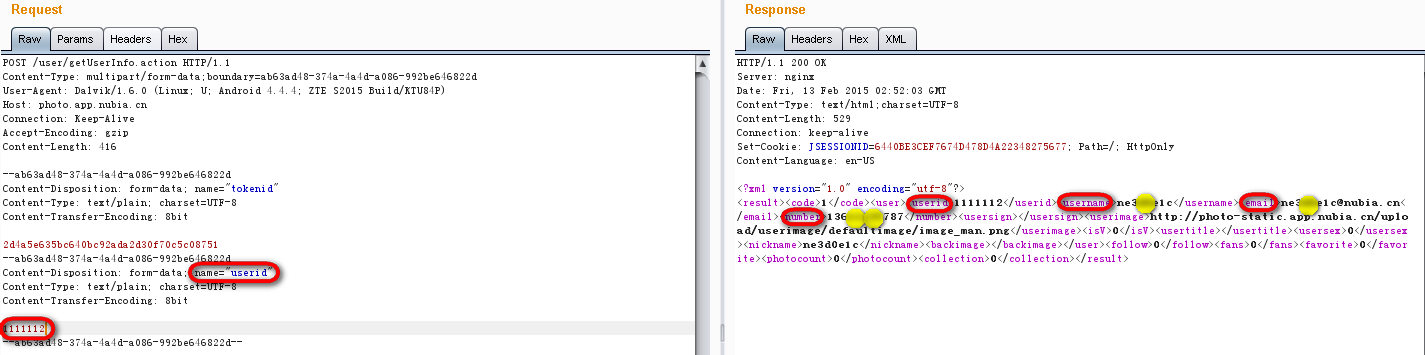 Request
Raw Params Headers Hex
POST /user/getUserInfo.action HTTP/1.1
Content-Type: multipart/form-data;boundary=ab63ad48-374a-4a4d-a086-992be646822d
User-Agent: Dalvik/1.6.0 (Linux; U; Android 4.4.4; ZTE S2015 Build/KTU84P)
Host: photo.app.nubia.cn
Connection: Keep-Alive
Accept-Encoding: gzip
Content-Length: 416
--ab63ad48-374a-4a4d-a086-992be646822d
Content-Disposition: form-data; name="tokenid"
Content-Type: text/plain; charset=UTF-8
Content-Transfer-Encoding: 8bit
2d4a5e635bc640bc92ada2d30f70c5c08751
--ab63ad48-374a-4a4d-a086-992be646822d
Content-Disposition: form-data; name="userid"
Content-Type: text/plain; charset=UTF-8
Content-Transfer-Encoding: 8bit
1111112
--ab63ad48-374a-4a4d-a086-992be646822d--
Response
Raw Headers Hex XML
HTTP/1.1 200 OK
Server: nginx
Date: Fri, 13 Feb 2015 02:52:03 GMT
Content-Type: text/html;charset=UTF-8
Content-Length: 529
Connection: keep-alive
Set-Cookie: JSESSIONID=6440BE3CEF7674D478D4A22348275677; Path=/; HttpOnly
Content-Language: en-US
<?xml version="1.0" encoding="utf-8"?>
<result><code>1</code><user><userid>1111112</userid><username>ne3 e1c</username><email>ne3 e1c@nubia.cn<
/email><number>136 787</number><usersign></usersign><userimage>http://photo-static.app.nubia.cn/uplo
ad/userimage/defaultimage/image_man.png</userimage><isV>0</isV><usertitle></usertitle><usersex>0</usersex
><nickname>ne3d0e1c</nickname><backimage></backimage></user><follow>0</follow><fans>0</fans><favorite>0</favor
ite><photocount>0</photocount><collection>0</collection></result>